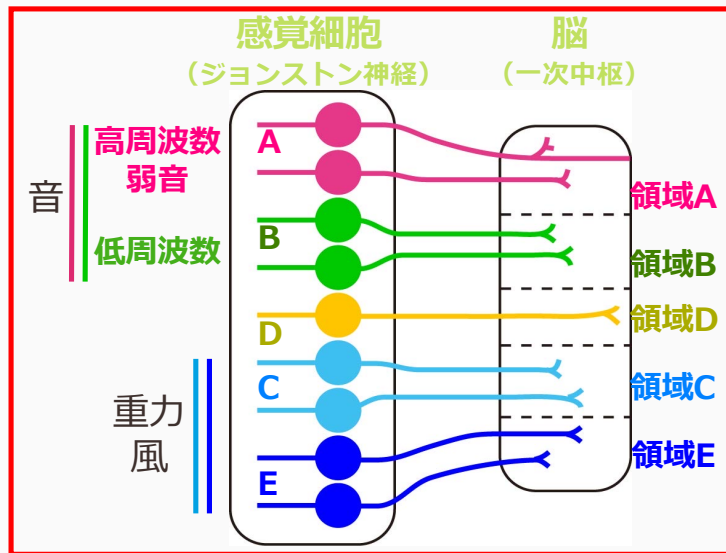 感覚細胞
（ジョンストン神経）
脳
（一次中枢）
音
高周波数
弱音
低周波数
重力
風
A
B
D
C
E
領域A
領域B
領域D
領域C
領域E